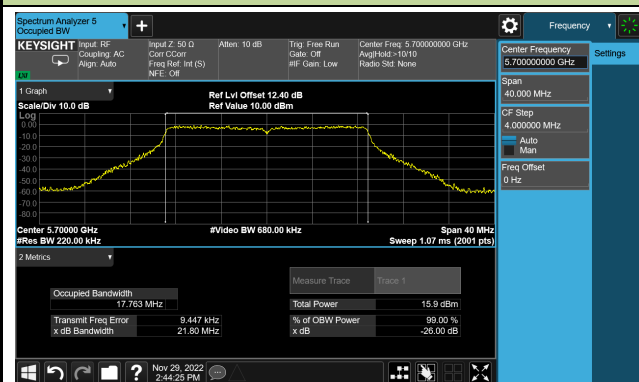 Spectrum Analyzer 5
Occupied BW
Frequency
KEYSIGHT
Input: RF
Coupling: AC
Align: Auto
Input Z: 50 Ω
Corr CCorr
Freq Ref: Int (S)
NFE: Off
Atten: 10 dB
Trig: Free Run
Gate: Off
#IF Gain: Low
Center Freq: 5.700000000 GHz
Avg|Hold:>10/10
Radio Std: None
LXI
Center Frequency
5.700000000 GHz
Settings
Span
40.000 MHz
CF Step
4.000000 MHz
Auto
Man
Freq Offset
0 Hz
1 Graph
Scale/Div 10.0 dB
Ref Lvl Offset 12.40 dB
Ref Value 10.00 dBm
Log
0.00
-10.0
-20.0
-30.0
-40.0
-50.0
-60.0
-70.0
-80.0
Center 5.70000 GHz
#Res BW 220.00 kHz
#Video BW 680.00 kHz
Span 40 MHz
Sweep 1.07 ms (2001 pts)
2 Metrics
Measure Trace
Trace 1
Occupied Bandwidth
17.763 MHz
Total Power
15.9 dBm
Transmit Freq Error
9.447 kHz
% of OBW Power
99.00 %
x dB Bandwidth
21.80 MHz
x dB
-26.00 dB
Nov 29, 2022
2:44:25 PM